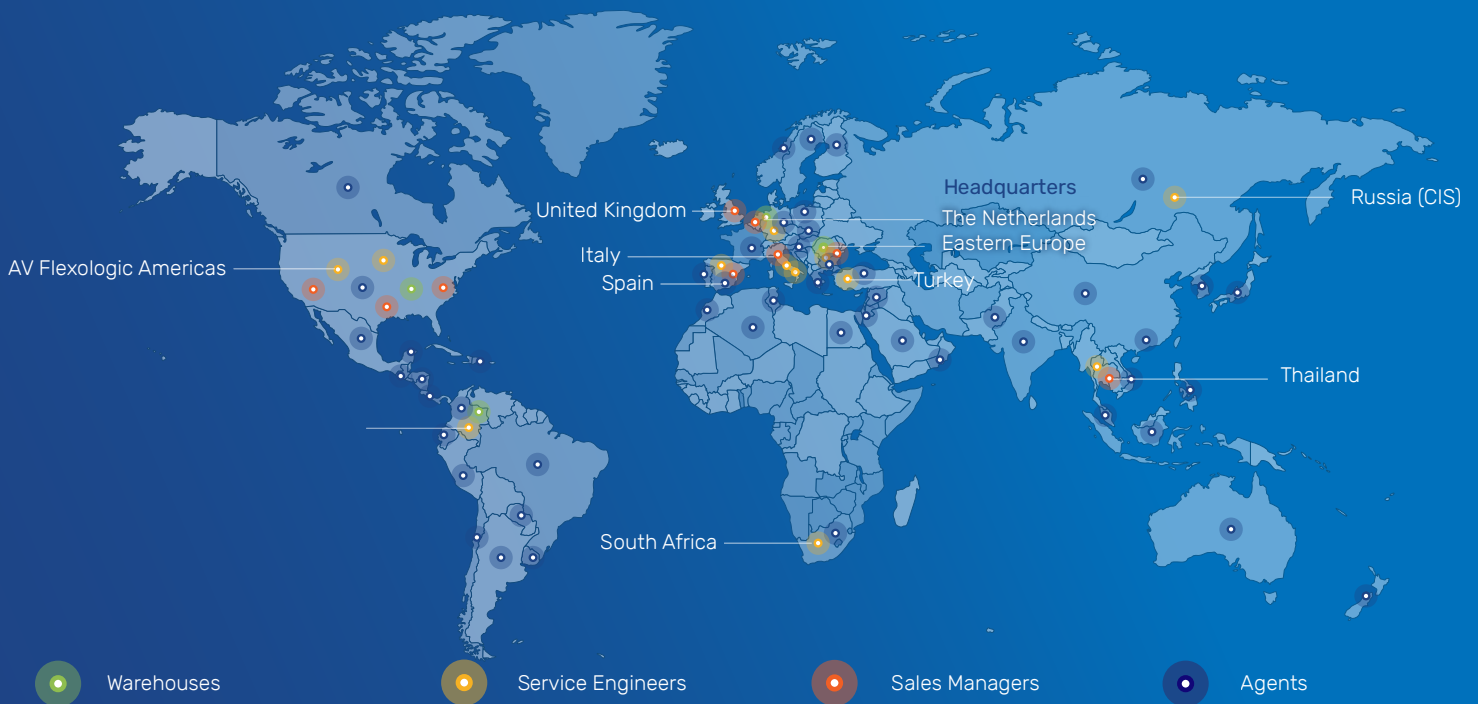 Headquarters
Russia (CIS)
United Kingdom
The Netherlands
Eastern Europe
Italy
AV Flexologic Americas
Spain
Turkey
Thailand
South Africa
Warehouses
Service Engineers
Sales Managers
Agents